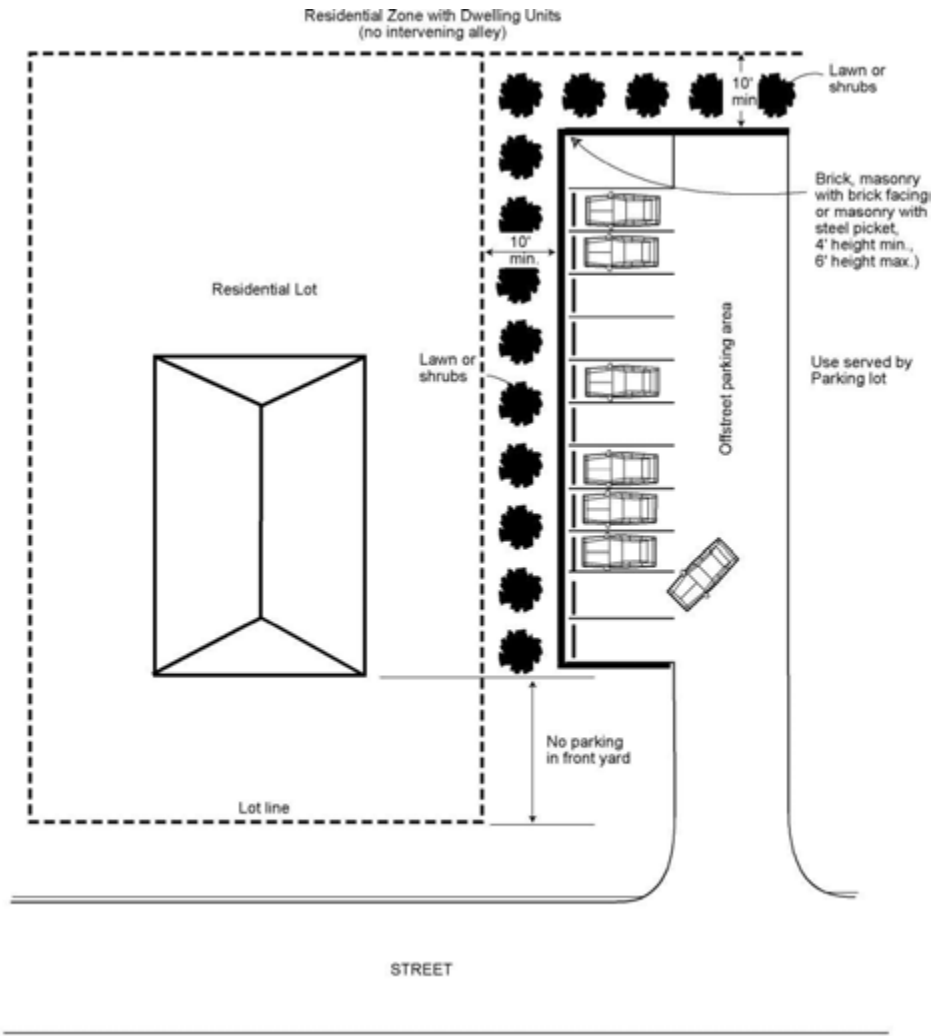 Residential Zone with Dwelling Units
(no intervening alley)
10'
min
Lawn or
shrubs
Brick, masonry
with brick facing
or masonry with
steel picket,
4' height min.,
6' height max.)
10'
min.
Residential Lot
Lawn or
shrubs
Offstreet parking area
Use served by
Parking lot
No parking
in front yard
Lot line
STREET